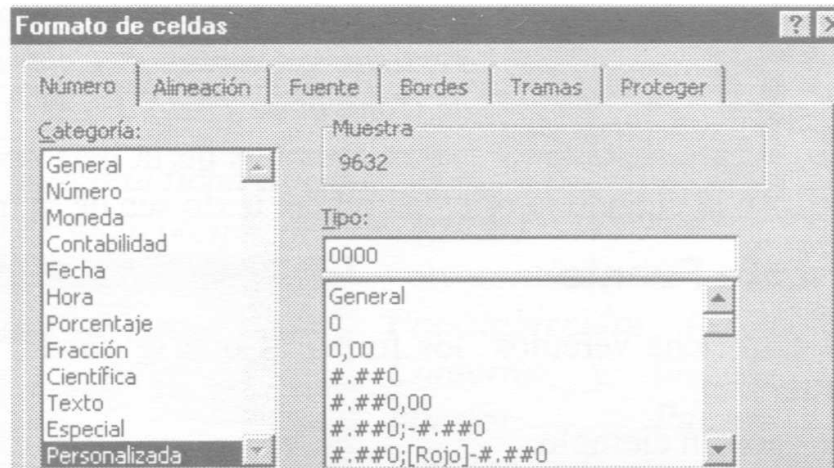 Formato de celdas
Número Alineación Fuente Bordes Tramas Proteger
Categoría:
General
Número
Moneda
Contabilidad
Fecha
Hora
Porcentaje
Fracción
Científica
Texto
Especial
Personalizada
Muestra
9632
Tipo:
0000
General
0
0,00
#.##0
#.##0,00
#.##0;-#.##0
#.##0;[Rojo]-#.##0